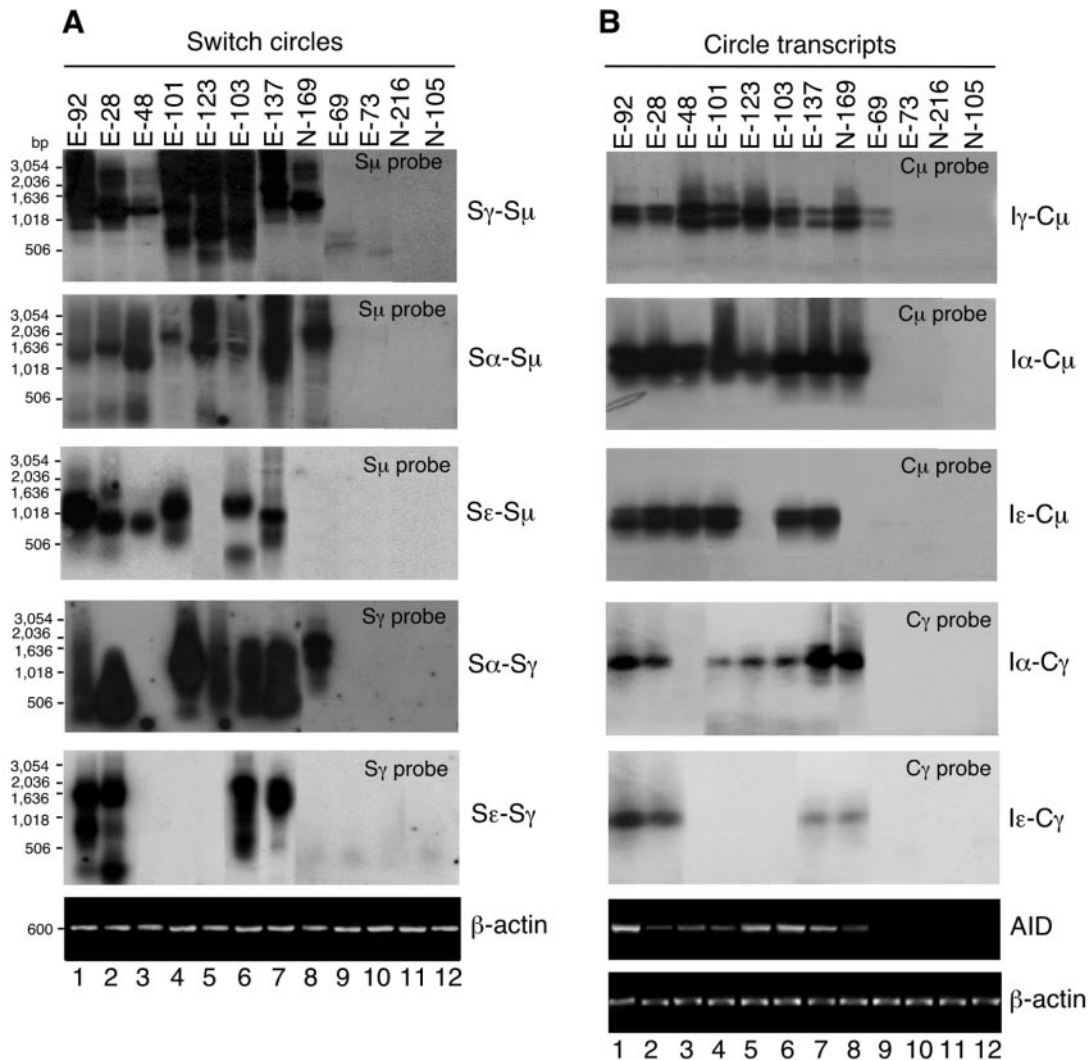 A
Switch circles
E-92 E-28 E-48 E-101 E-123 E-103 E-137 N-169 E-69 E-73 N-216 N-105
bp
3,054
2,036
1,636
1,018
506
Sμ probe
Sγ-Sμ
3,054
2,036
1,636
1,018
506
Sμ probe
Sα-Sμ
3,054
2,036
1,636
1,018
506
Sμ probe
Sε-Sμ
3,054
2,036
1,636
1,018
506
Sγ probe
Sα-Sγ
3,054
2,036
1,636
1,018
506
Sγ probe
Sε-Sγ
600
β-actin
1 2 3 4 5 6 7 8 9 10 11 12
B
Circle transcripts
E-92 E-28 E-48 E-101 E-123 E-103 E-137 N-169 E-69 E-73 N-216 N-105
Cμ probe
Iγ-Cμ
Cμ probe
Iα-Cμ
Cμ probe
Iε-Cμ
Cγ probe
Iα-Cγ
Cγ probe
Iε-Cγ
AID
β-actin
1 2 3 4 5 6 7 8 9 10 11 12